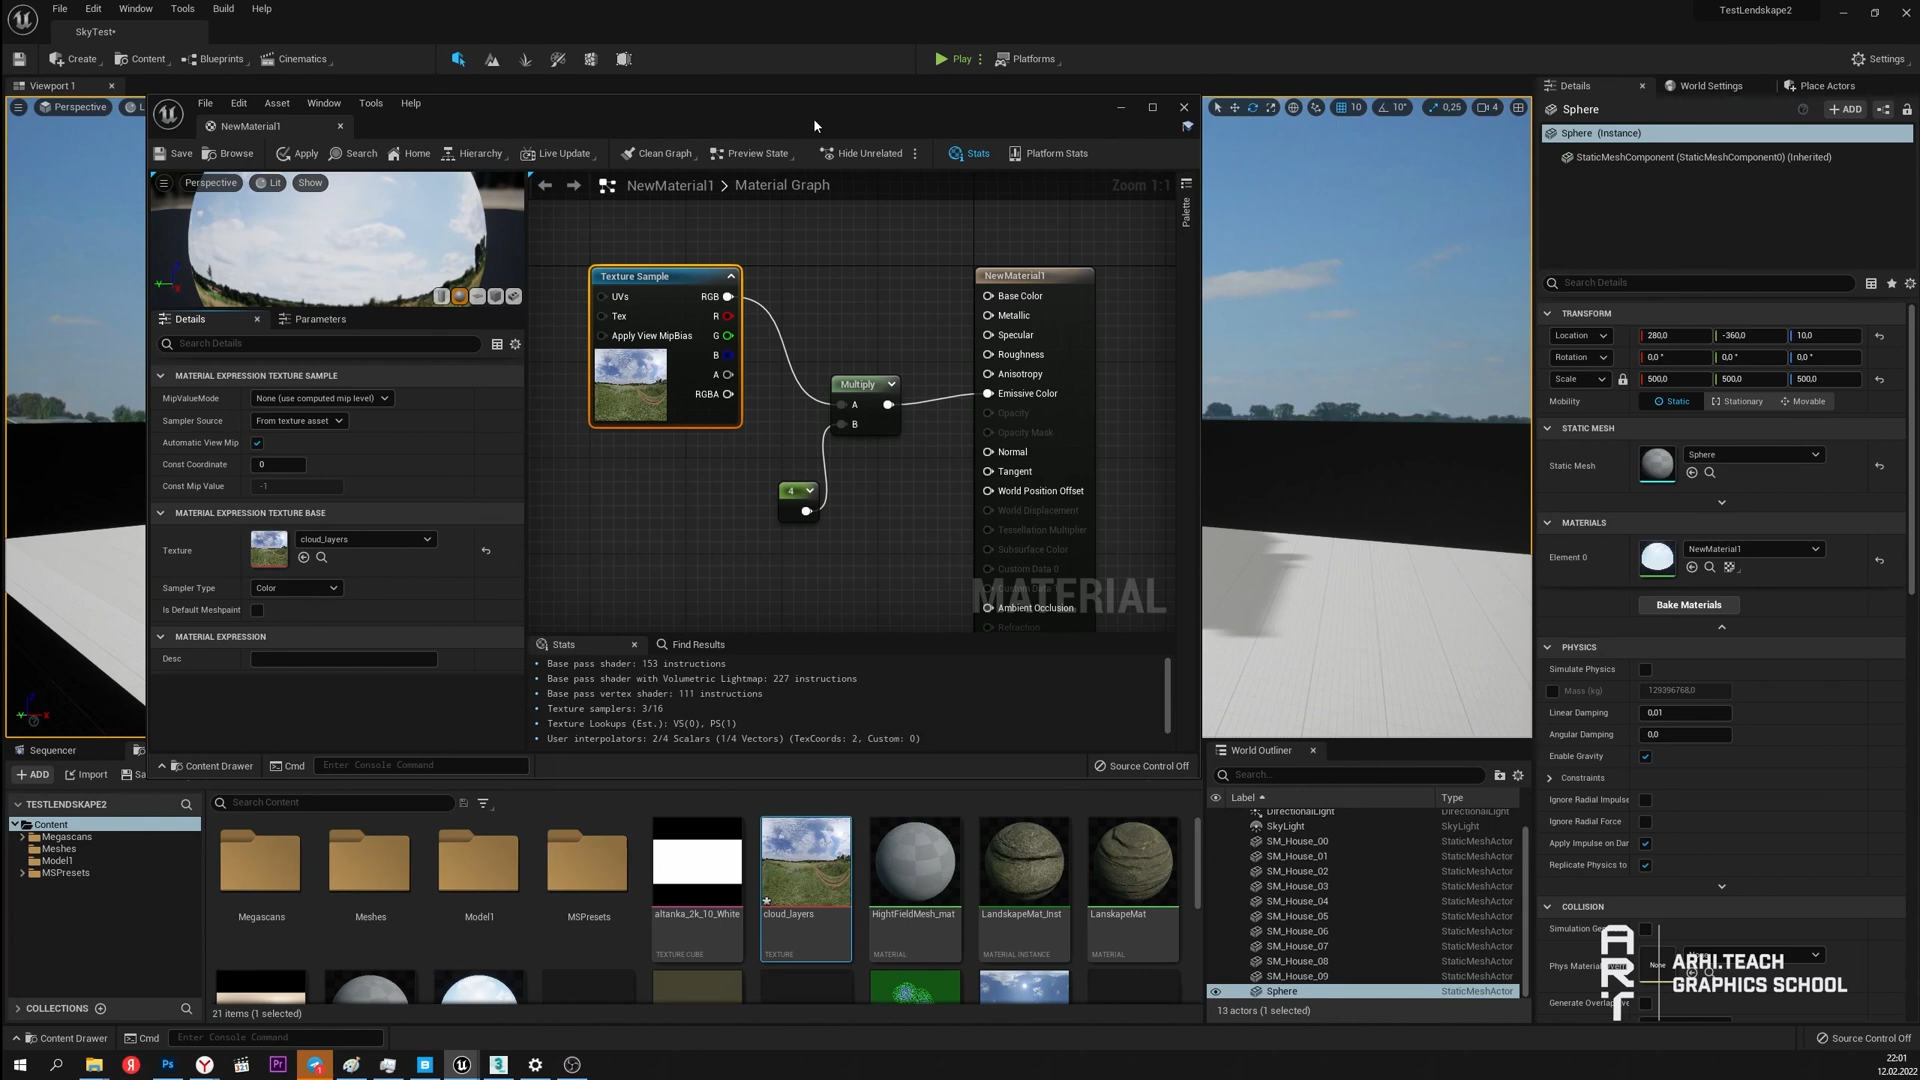 File Edit Window Tools Build Help
TestLendskape2
SkyTest•
Create Content Blueprints Cinematics Play Platforms Settings
Viewport 1
Perspective L
File Edit Asset Window Tools Help
NewMaterial1
Save Browse Apply Search Home Hierarchy Live Update Clean Graph Preview State Hide Unrelated Stats Platform Stats
Perspective Lit Show
NewMaterial1 > Material Graph
Zoom 1:1
Palette
Texture Sample
UVs RGB
Tex R
Apply View MipBias G
B
A
RGBA
Multiply
A
B
4
NewMaterial1
Base Color
Metallic
Specular
Roughness
Anisotropy
Emissive Color
Opacity
Opacity Mask
Normal
Tangent
World Position Offset
World Displacement
Tessellation Multiplier
Subsurface Color
Custom Data 0
Ambient Occlusion
Refraction
MATERIAL
Details Parameters
Search Details
MATERIAL EXPRESSION TEXTURE SAMPLE
MipValueMode None (use computed mip level)
Sampler Source From texture asset
Automatic View Mip
Const Coordinate 0
Const Mip Value -1
MATERIAL EXPRESSION TEXTURE BASE
Texture cloud_layers
Sampler Type Color
Is Default Meshpaint
MATERIAL EXPRESSION
Desc
Stats Find Results
Base pass shader: 153 instructions
Base pass shader with Volumetric Lightmap: 227 instructions
Base pass vertex shader: 111 instructions
Texture samplers: 3/16
Texture Lookups (Est.): VS(0), PS(1)
User interpolators: 2/4 Scalars (1/4 Vectors) (TexCoords: 2, Custom: 0)
Content Drawer Cmd Enter Console Command Source Control Off
10 10° 0,25 4
Details World Settings Place Actors
Sphere ADD
Sphere (Instance)
StaticMeshComponent (StaticMeshComponent0) (Inherited)
Search Details
TRANSFORM
Location 280,0 -360,0 10,0
Rotation 0,0 ° 0,0 ° 0,0 °
Scale 500,0 500,0 500,0
Mobility Static Stationary Movable
STATIC MESH
Static Mesh Sphere
MATERIALS
Element 0 NewMaterial1
Bake Materials
PHYSICS
Simulate Physics
Mass (kg) 129396768,0
Linear Damping 0,01
Angular Damping 0,0
Enable Gravity
Constraints
Ignore Radial Impulse
Ignore Radial Force
Apply Impulse on Dar
Replicate Physics to
COLLISION
Simulation Ge
Phys Material None
Generate Overlap
ART
ARHI.TEACH
GRAPHICS SCHOOL
Sequencer
ADD Import Sa
TESTLENDSKAPE2
Content
Megascans
Meshes
Model1
MSPresets
COLLECTIONS
Search Content
Megascans Meshes Model1 MSPresets altanka_2k_10_White cloud_layers HightFieldMesh_mat LandskapeMat_Inst LanskapeMat
TEXTURE CUBE TEXTURE MATERIAL MATERIAL INSTANCE MATERIAL
21 items (1 selected)
World Outliner
Search...
Label Type
DirectionalLight DirectionalLight
SkyLight SkyLight
SM_House_00 StaticMeshActor
SM_House_01 StaticMeshActor
SM_House_02 StaticMeshActor
SM_House_03 StaticMeshActor
SM_House_04 StaticMeshActor
SM_House_05 StaticMeshActor
SM_House_06 StaticMeshActor
SM_House_07 StaticMeshActor
SM_House_08 StaticMeshActor
SM_House_09 StaticMeshActor
Sphere StaticMeshActor
13 actors (1 selected)
Content Drawer Cmd Enter Console Command Source Control Off
22:01
12.02.2022